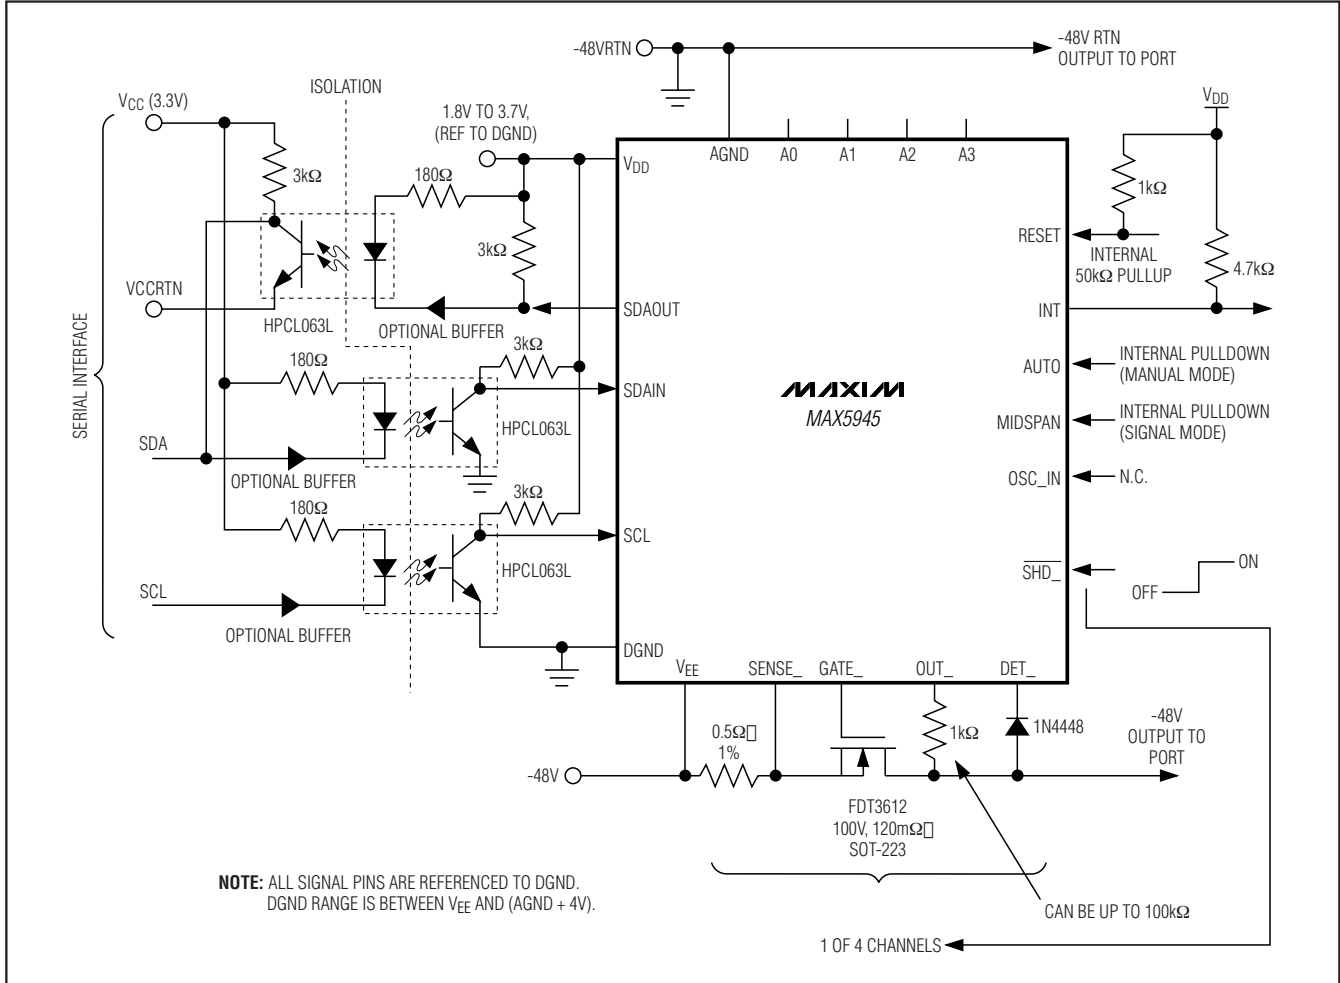 -48VRTN
-48V RTN
OUTPUT TO PORT
ISOLATION
VCC (3.3V)
1.8V TO 3.7V,
(REF TO DGND)
VDD
AGND
A0
A1
A2
A3
VDD
180Ω
3kΩ
1kΩ
3kΩ
RESET
INTERNAL
50kΩ PULLUP
4.7kΩ
VCCRTN
HPCL063L
OPTIONAL BUFFER
SDAOUT
INT
3kΩ
180Ω
SDAIN
AUTO
INTERNAL PULLDOWN
(MANUAL MODE)
SERIAL INTERFACE
MAXIM
MAX5945
HPCL063L
MIDSPAN
INTERNAL PULLDOWN
(SIGNAL MODE)
SDA
OPTIONAL BUFFER
OSC_IN
N.C.
180Ω
3kΩ
SCL
HPCL063L
SHD_
ON
OFF
SCL
OPTIONAL BUFFER
DGND
VEE
SENSE_
GATE_
OUT_
DET_
0.5Ω
1%
1kΩ
1N4448
-48V
OUTPUT TO
PORT
-48V
FDT3612
100V, 120mΩ
SOT-223
NOTE: ALL SIGNAL PINS ARE REFERENCED TO DGND.
DGND RANGE IS BETWEEN VEE AND (AGND + 4V).
CAN BE UP TO 100kΩ
1 OF 4 CHANNELS